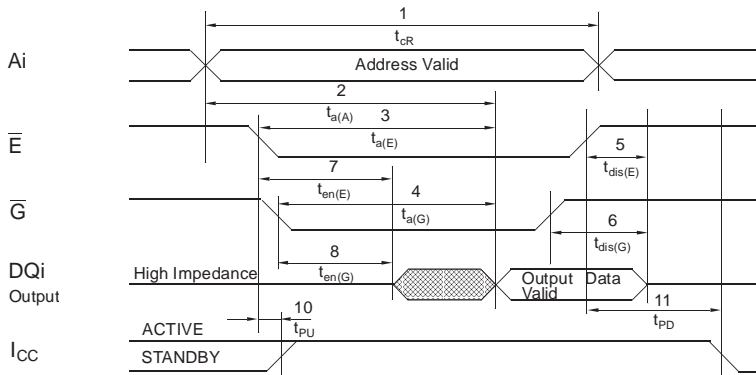 1
tcR
Ai
Address Valid
2
ta(A)
3
E
ta(E)
5
7
tdis(E)
ten(E)
4
G
ta(G)
6
8
tdis(G)
DQi
High Impedance
ten(G)
Output Data
Output
Valid
10
11
ACTIVE
tPU
tPD
ICC
STANDBY